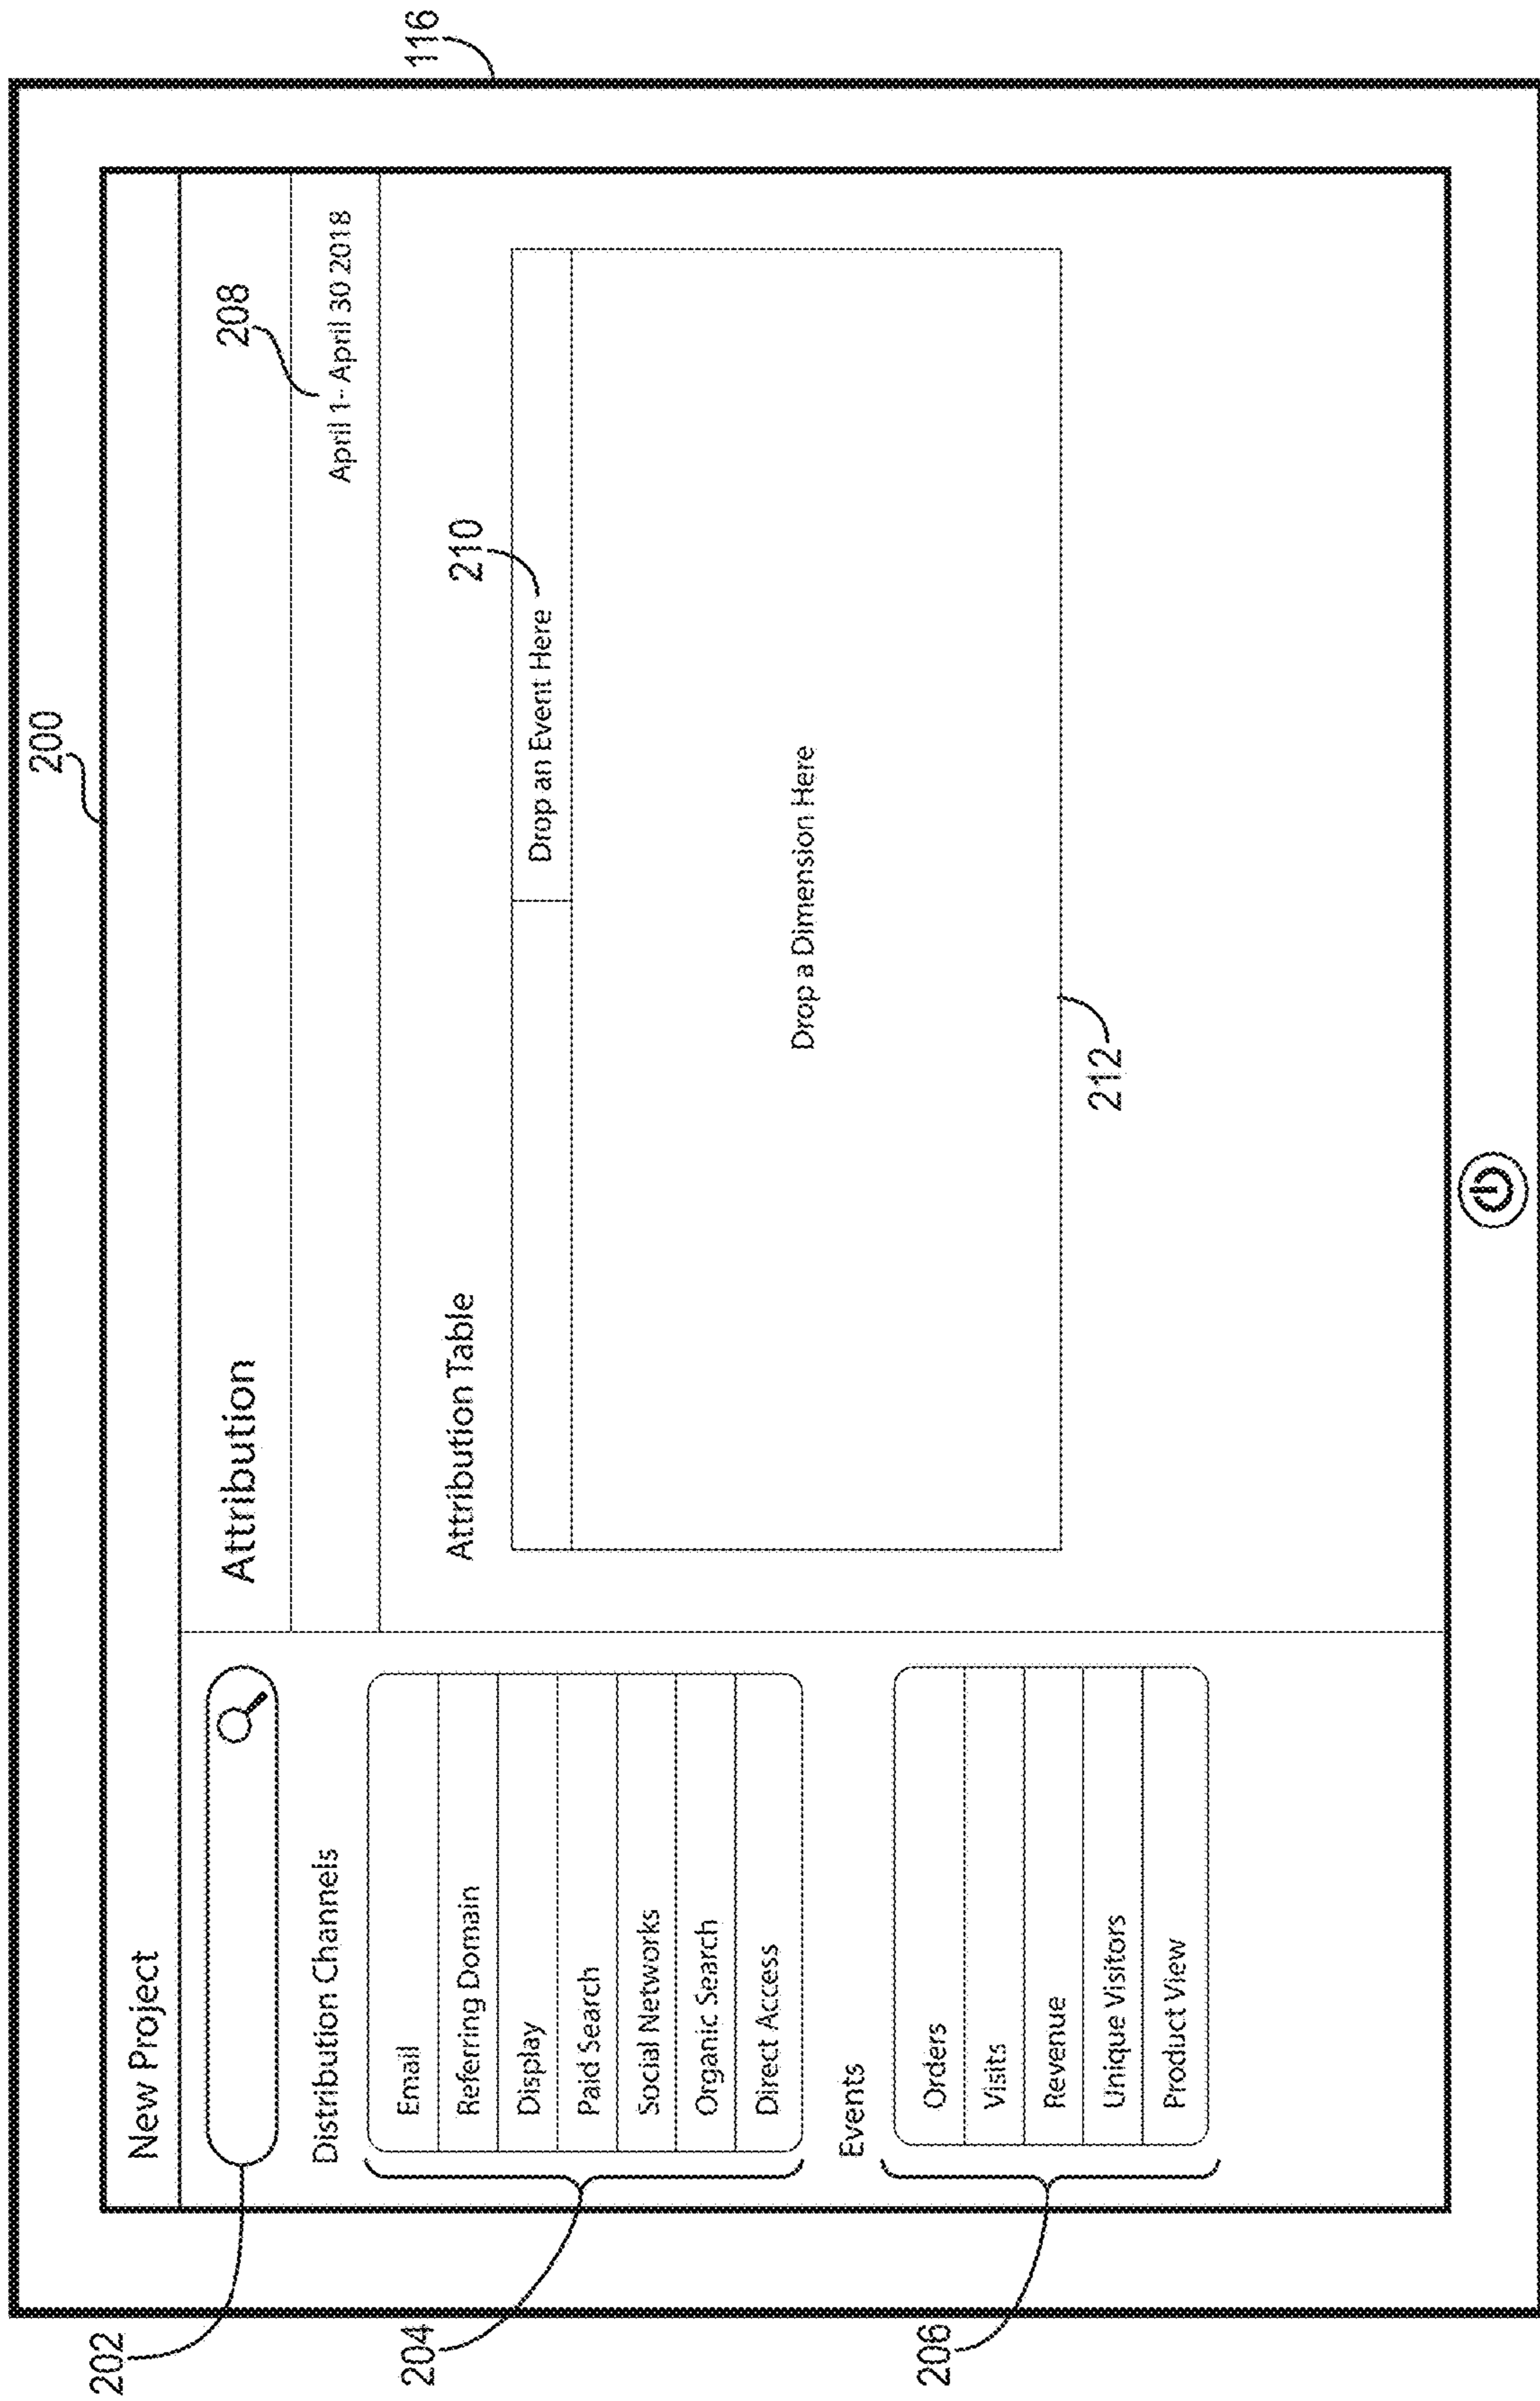 200
116
New Project
202
Attribution
208
April 1- April 30 2018
Distribution Channels
204
Email
Referring Domain
Display
Paid Search
Social Networks
Organic Search
Direct Access
Events
206
Orders
Visits
Revenue
Unique Visitors
Product View
Attribution Table
210
Drop an Event Here
Drop a Dimension Here
212